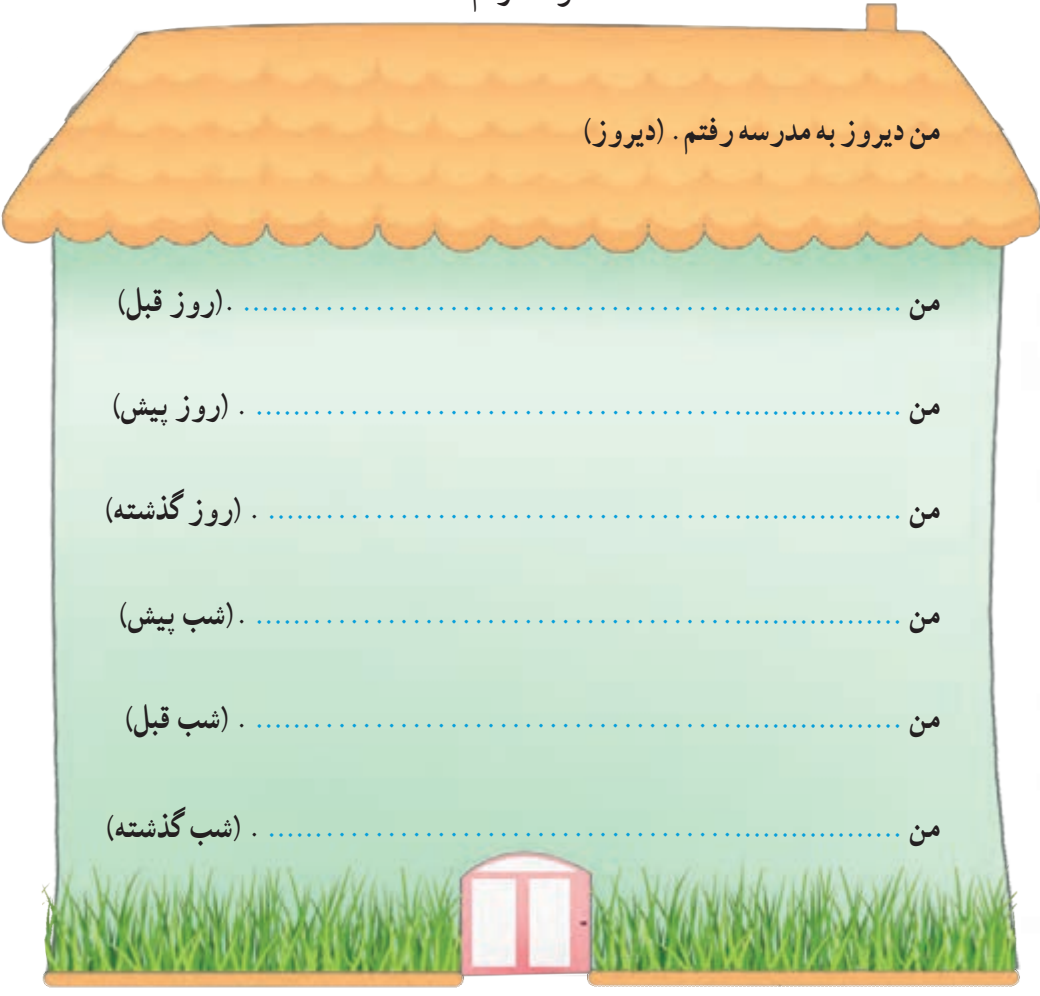 من دیروز به مدرسه رفتم . (دیروز)
من ........................................................ .(روز قبل)
من ........................................................ . (روز پیش)
من ........................................................ . (روز گذشته)
من ........................................................ .(شب پیش)
من ........................................................ . (شب قبل)
من ........................................................ . (شب گذشته)